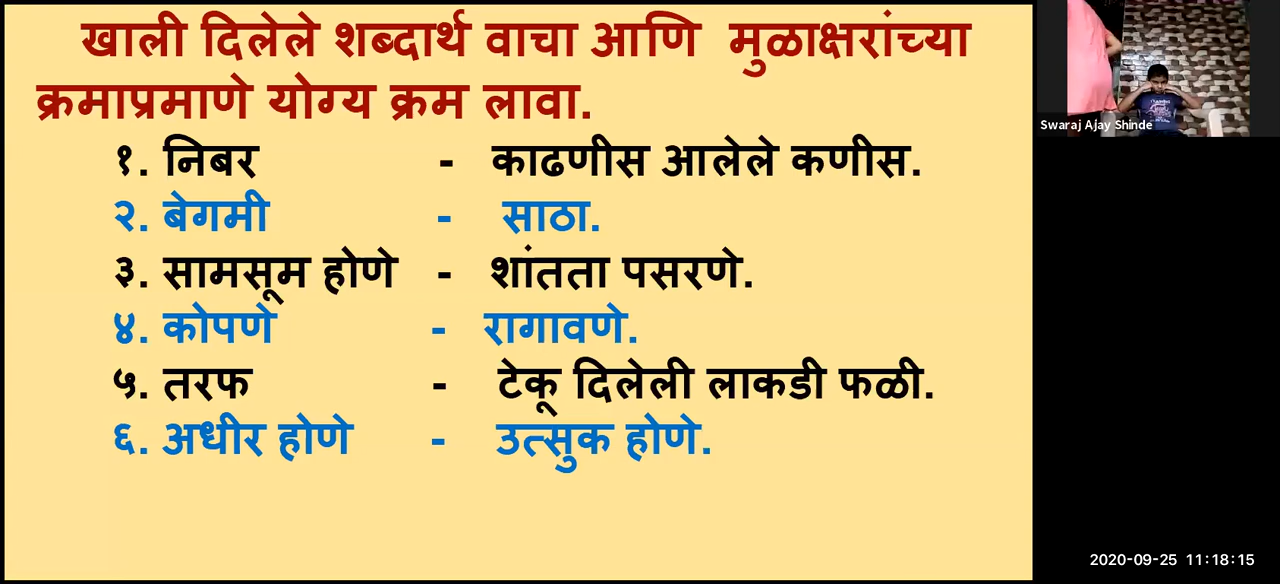 खाली दिलेले शब्दार्थ वाचा आणि मुळाक्षरांच्या
क्रमाप्रमाणे योग्य क्रम लावा.
१. निबर - काढणीस आलेले कणीस.
२. बेगमी - साठा.
३. सामसूम होणे - शांतता पसरणे.
४. कोपणे - रागावणे.
५. तरफ - टेकू दिलेली लाकडी फळी.
६. अधीर होणे - उत्सुक होणे.
Swaraj Ajay Shinde
2020-09-25 11:18:15